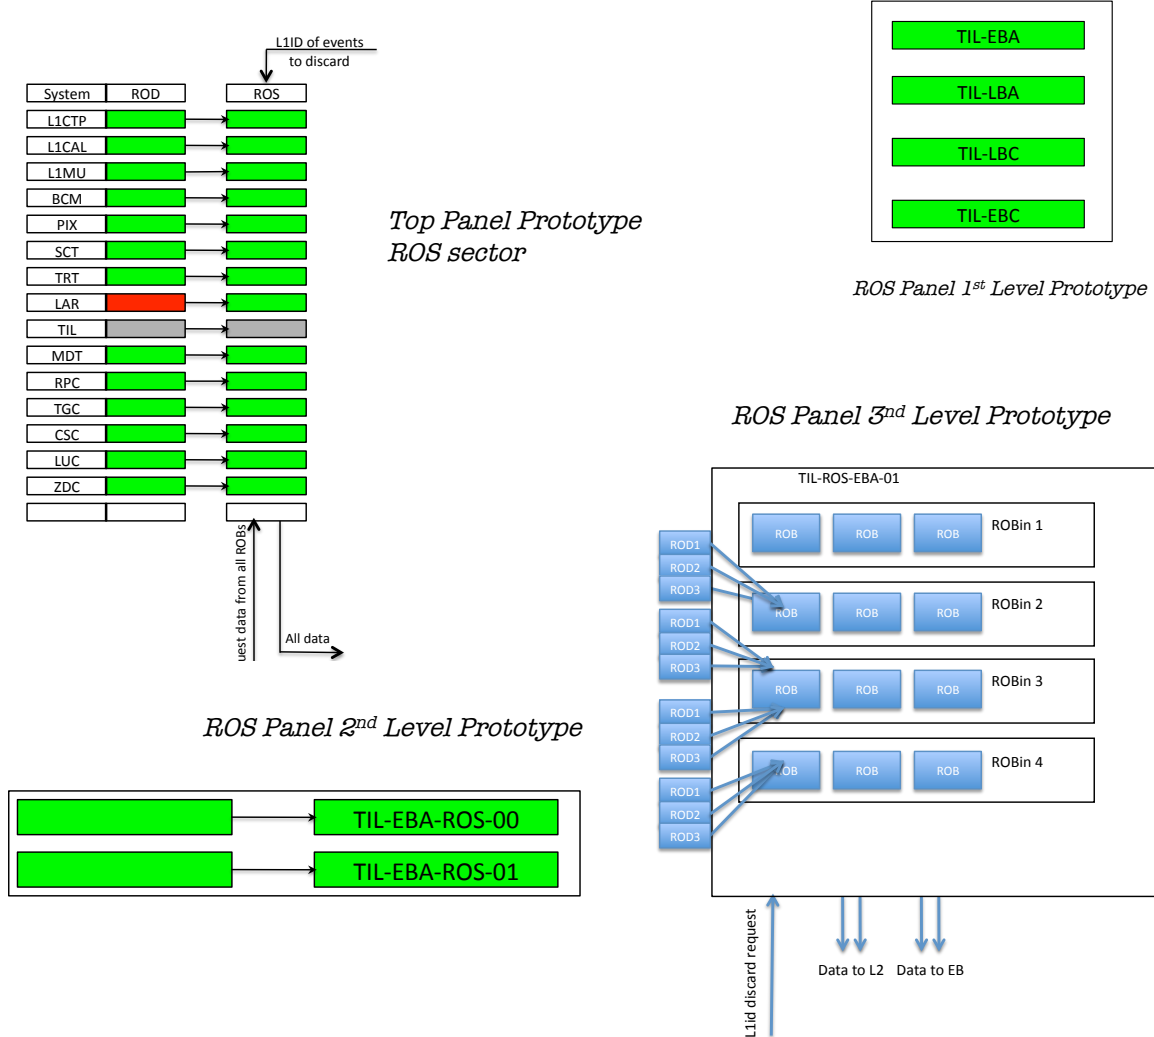 L1ID of events
to discard
System ROD ROS
L1CTP
L1CAL
L1MU
BCM
PIX
SCT
TRT
LAR
TIL
MDT
RPC
TGC
CSC
LUC
ZDC
uest data from all ROBs
All data
Top Panel Prototype
ROS sector
TIL-EBA
TIL-LBA
TIL-LBC
TIL-EBC
ROS Panel 1st Level Prototype
ROS Panel 2nd Level Prototype
TIL-EBA-ROS-00
TIL-EBA-ROS-01
ROS Panel 3nd Level Prototype
TIL-ROS-EBA-01
ROB ROB ROB ROBin 1
ROD1
ROD2
ROD3
ROB ROB ROB ROBin 2
ROD1
ROD2
ROD3
ROB ROB ROB ROBin 3
ROD1
ROD2
ROD3
ROB ROB ROB ROBin 4
ROD1
ROD2
ROD3
L1id discard request
Data to L2 Data to EB